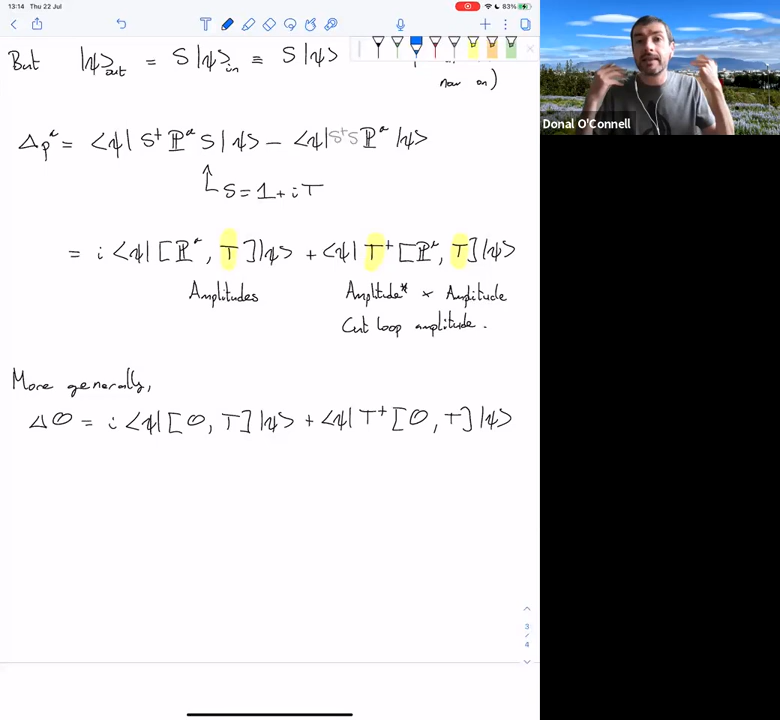 13:14 Thu 22 Jul
83%
But |ψ⟩out = S|ψ⟩in ≡ S|ψ⟩
now on)
Δp^μ = ⟨ψ|S†ℙ^μ S|ψ⟩ − ⟨ψ|S†S ℙ^μ|ψ⟩
S = 1 + iT
= i⟨ψ|[ℙ^μ, T]|ψ⟩ + ⟨ψ|T†[ℙ^μ, T]|ψ⟩
Amplitudes Amplitude* × Amplitude
Cut loop amplitude.
More generally,
ΔO = i⟨ψ|[O, T]|ψ⟩ + ⟨ψ|T†[O, T]|ψ⟩
3
/
4
Donal O'Connell